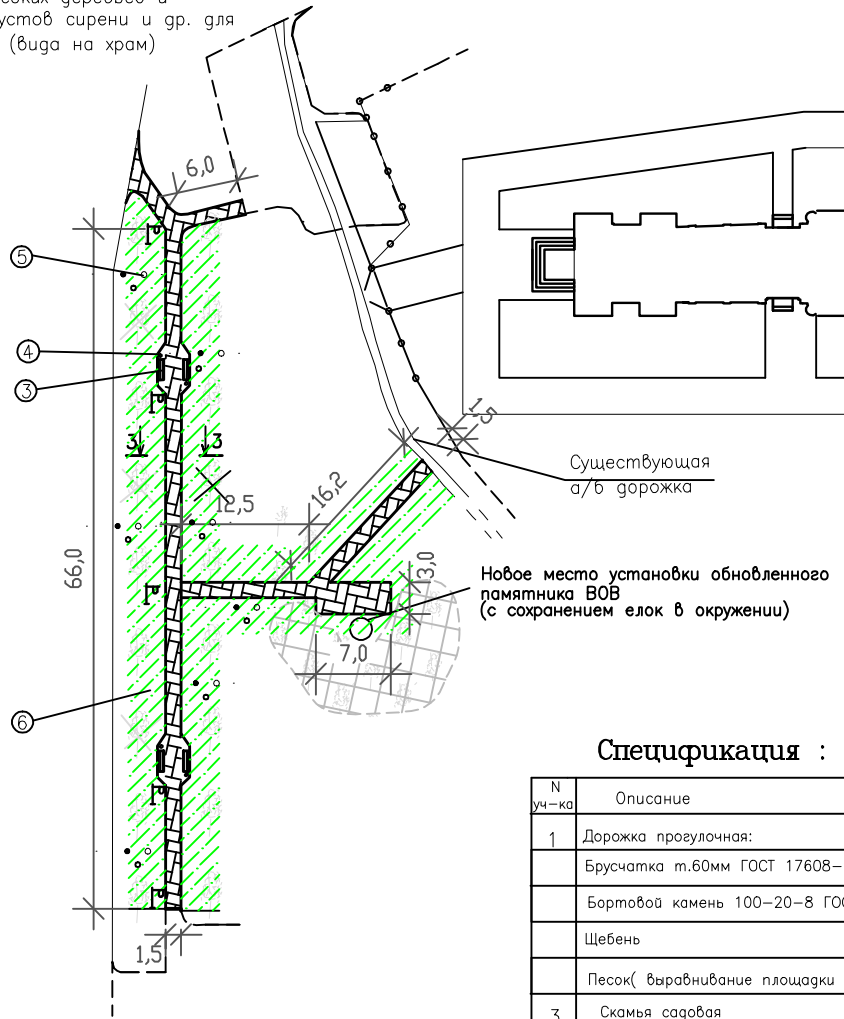 деревьев и
сирени и др. для
(вида на храм)
6,0
5
4
3
3
3
12,5
16,2
1,5
Существующая
а/б дорожка
66,0
3,0
Новое место установки обновленного
памятника ВОВ
(с сохранением елок в окружении)
7,0
6
1,5
Спецификация :
N
уч-ка
Описание
1
Дорожка прогулочная:
Брусчатка т.60мм ГОСТ 17608-
Бортовой камень 100-20-8
Щебень
Песок( выравнивание площадки
3
Скамья садовая